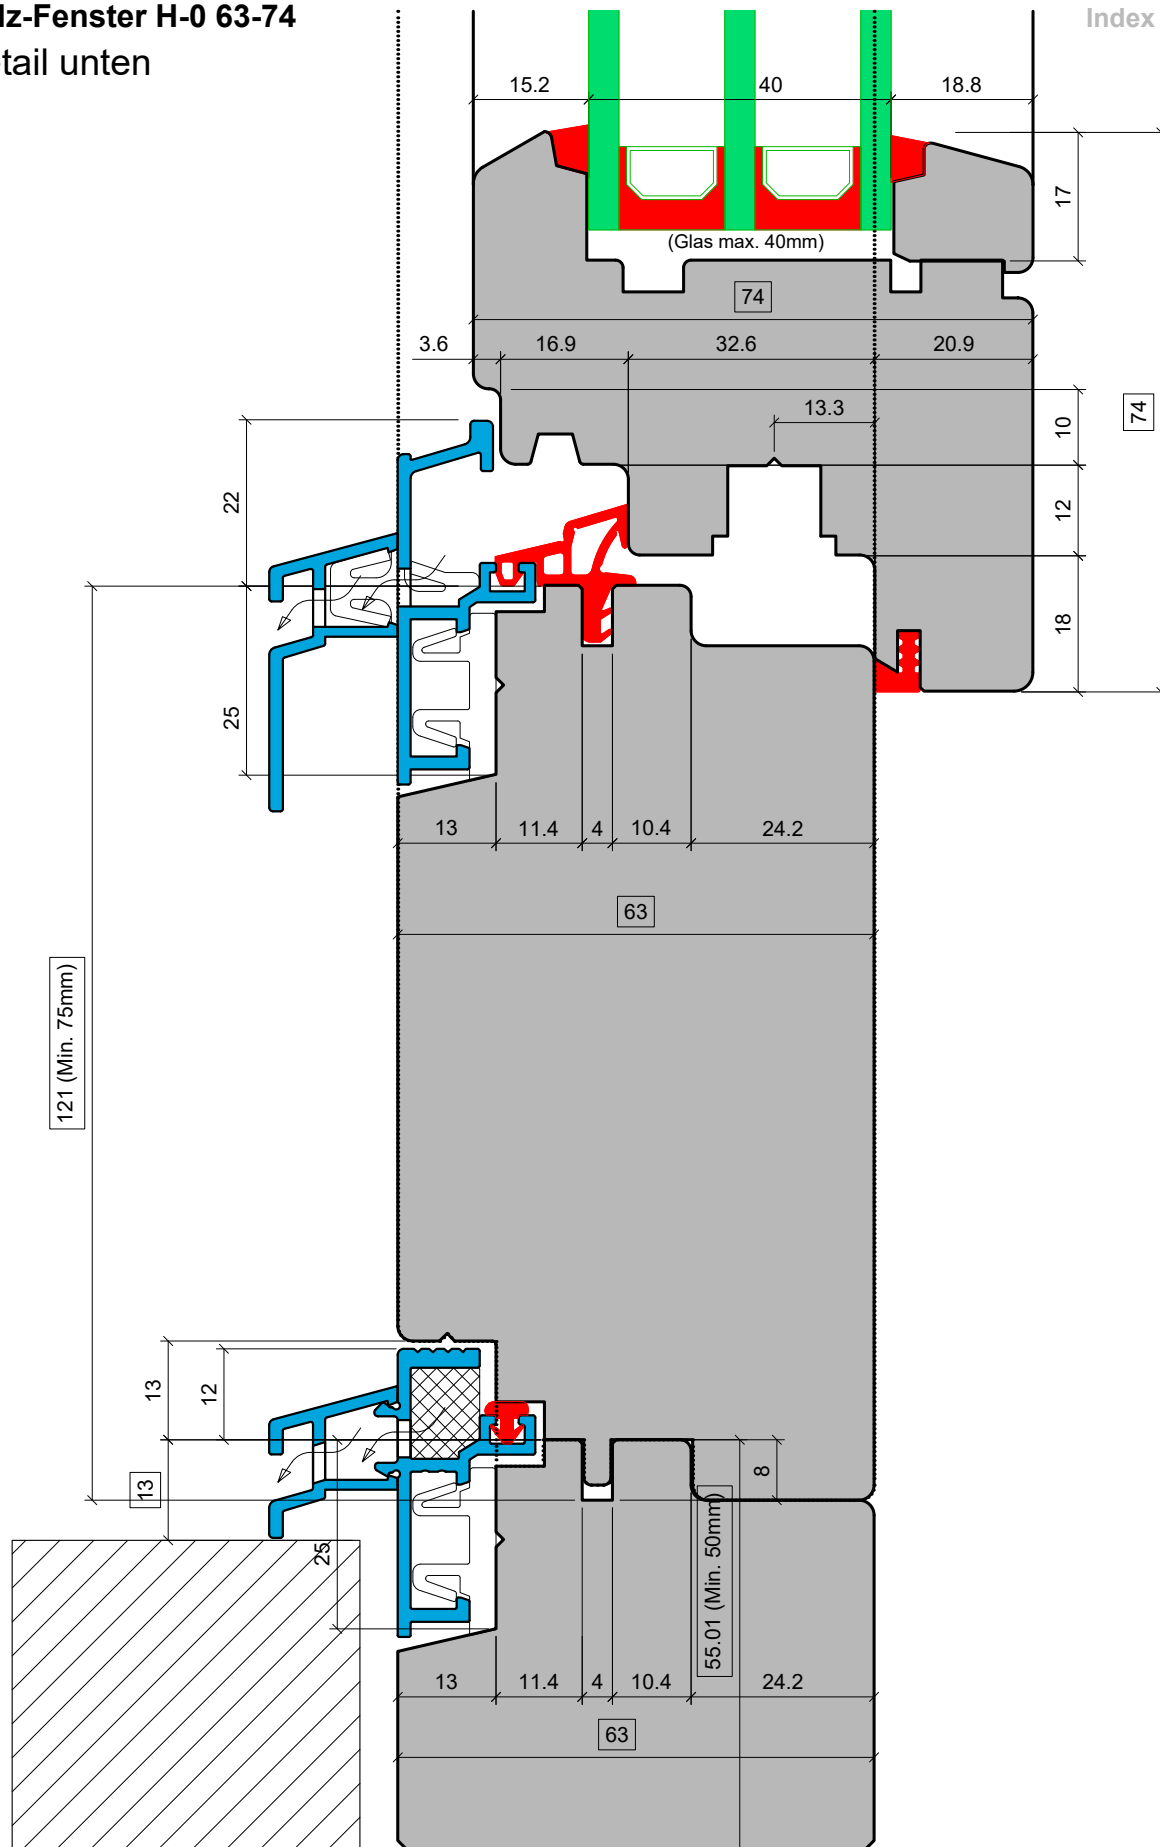 lz-Fenster H-0 63-74
Index
tail unten
15.2 40 18.8
17
(Glas max. 40mm)
74
3.6 16.9 32.6 20.9
13.3
10
74
22
12
18
25
13 11.4 4 10.4 24.2
63
121 (Min. 75mm)
13
12
8
13
25
55.01 (Min. 50mm)
13 11.4 4 10.4 24.2
63